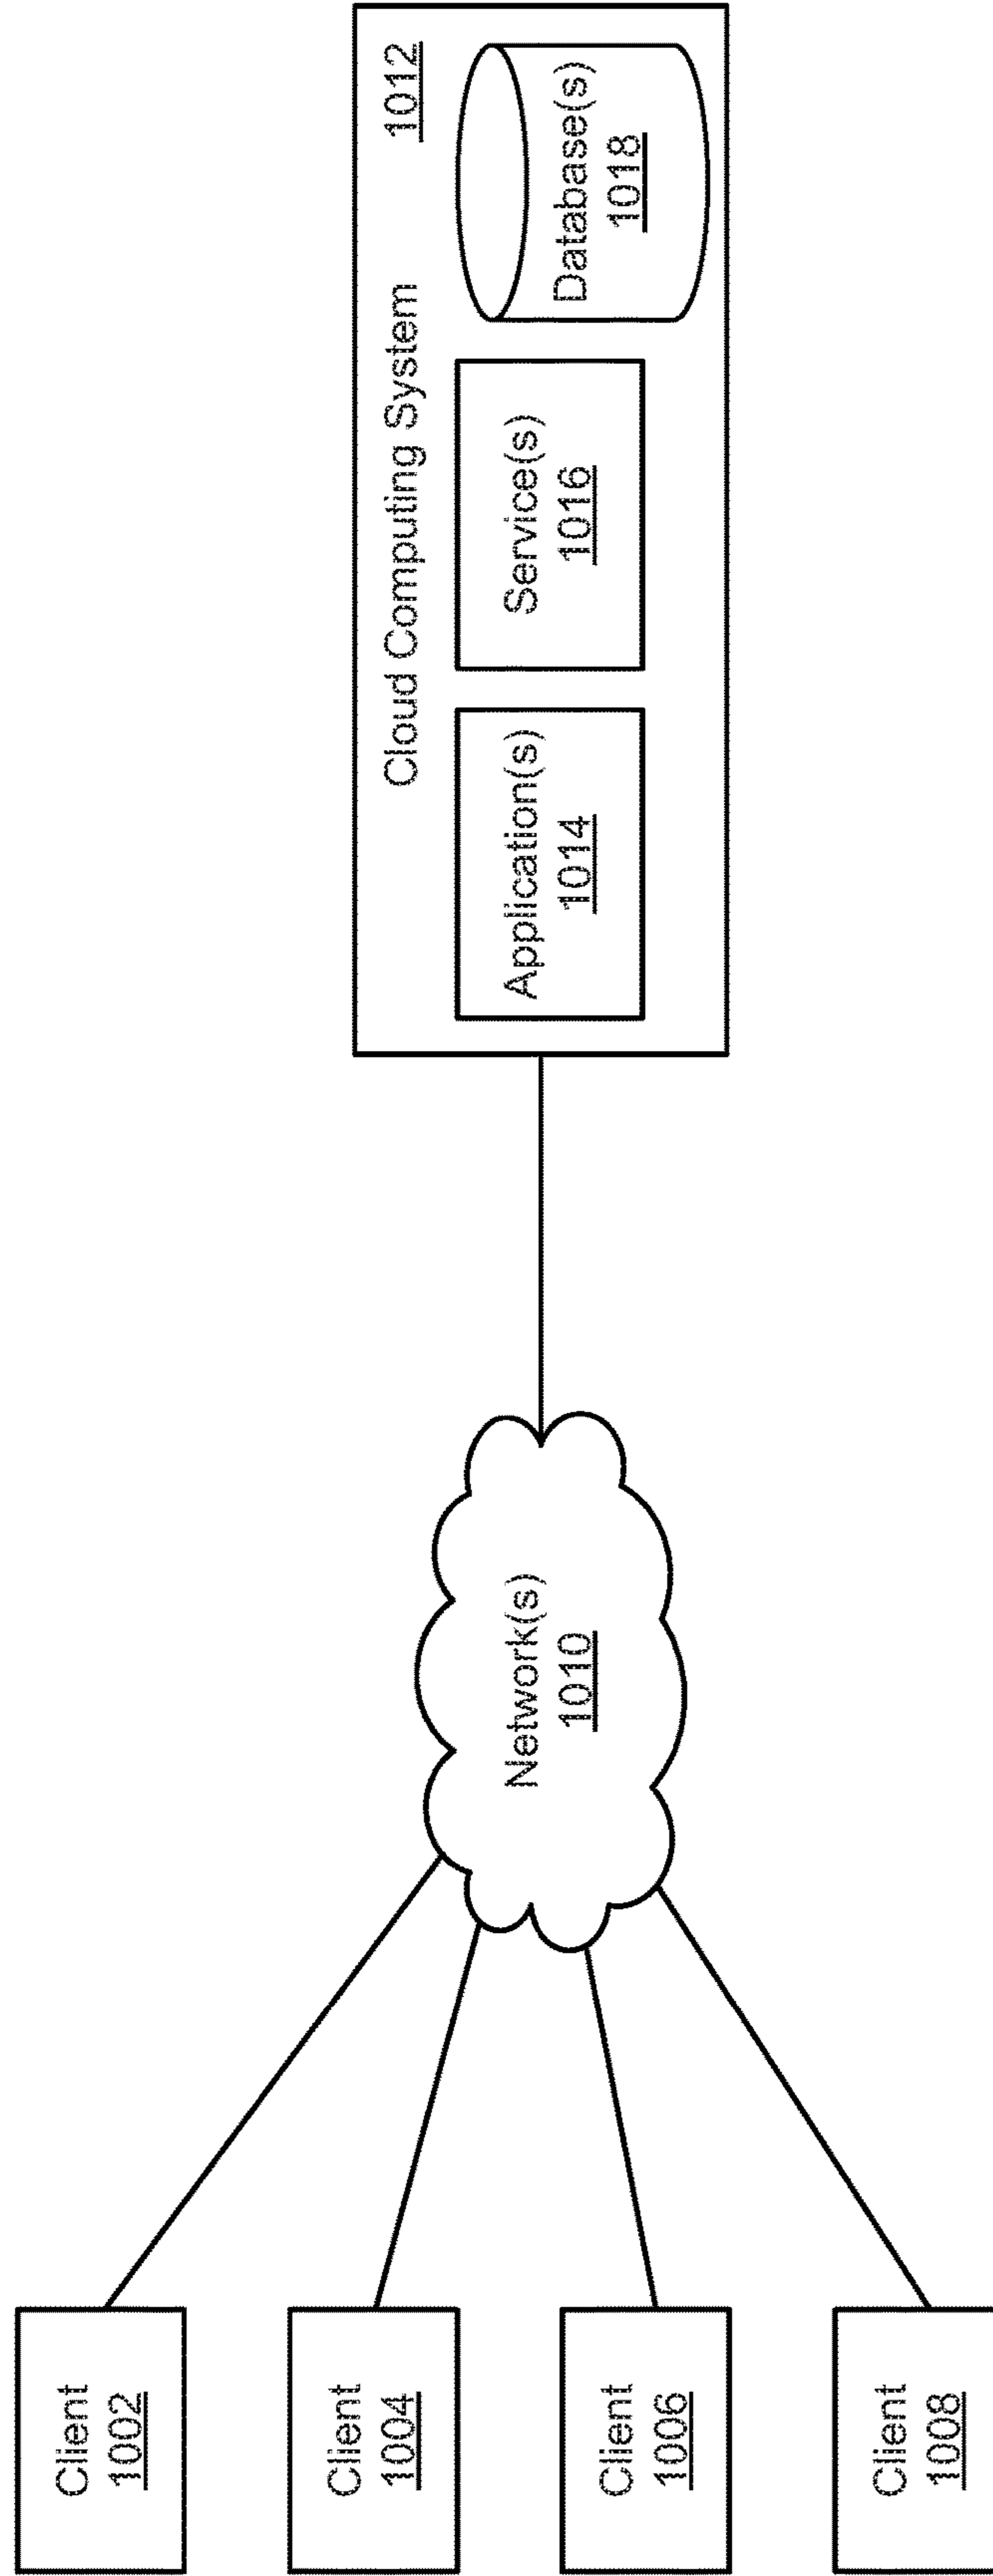 Client
1002
Client
1004
Client
1006
Client
1008
Network(s)
1010
Cloud Computing System
1012
Application(s)
1014
Service(s)
1016
Database(s)
1018